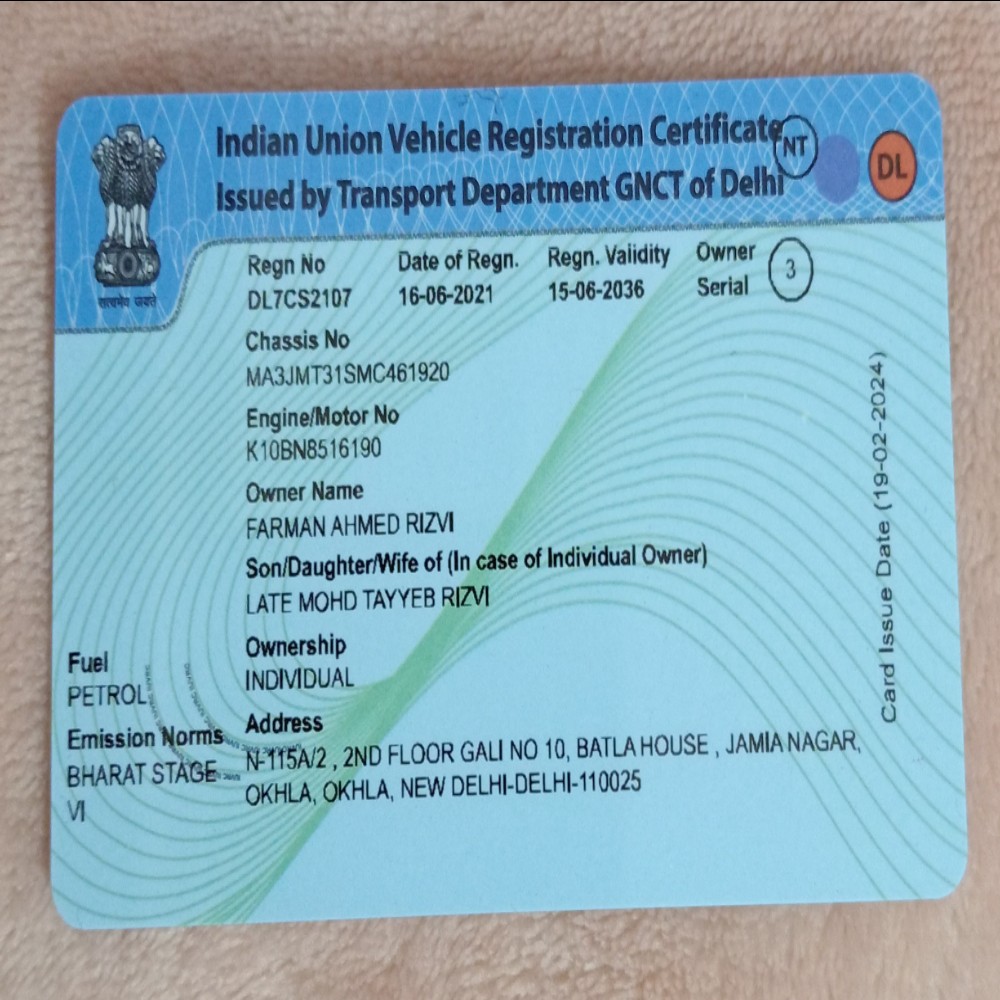 Indian Union Vehicle Registration Certificate
Issued by Transport Department GNCT of Delhi
NT
DL
सत्यमेव जयते
Regn No Date of Regn. Regn. Validity Owner Serial 3
DL7CS2107 16-06-2021 15-06-2036
Chassis No
MA3JMT31SMC461920
Engine/Motor No
K10BN8516190
Owner Name
FARMAN AHMED RIZVI
Son/Daughter/Wife of (In case of Individual Owner)
LATE MOHD TAYYEB RIZVI
Ownership
INDIVIDUAL
Address
N-115A/2 , 2ND FLOOR GALI NO 10, BATLA HOUSE , JAMIA NAGAR,
OKHLA, OKHLA, NEW DELHI-DELHI-110025
Fuel
PETROL
Emission Norms
BHARAT STAGE
VI
Card Issue Date (19-02-2024)